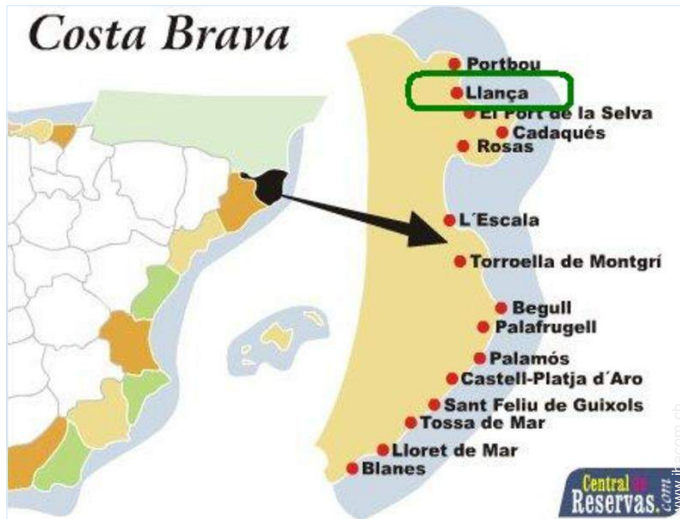 Costa Brava
Portbou
Llança
El Port de la Selva
Cadaqués
Rosas
L´Escala
Torroella de Montgrí
Begull
Palafrugell
Palamós
Castell-Platja d´Aro
Sant Feliu de Guixols
Tossa de Mar
Lloret de Mar
Blanes
Central de
Reservas.com